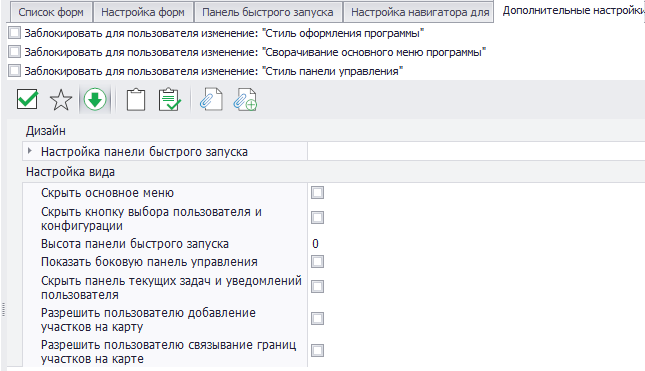 Список форм
Настройка форм
Панель быстрого запуска
Настройка навигатора для
Дополнительные настройки
Заблокировать для пользователя изменение: "Стиль оформления программы"
Заблокировать для пользователя изменение: "Сворачивание основного меню программы"
Заблокировать для пользователя изменение: "Стиль панели управления"
Дизайн
Настройка панели быстрого запуска
Настройка вида
Скрыть основное меню
Скрыть кнопку выбора пользователя и
конфигурации
Высота панели быстрого запуска 0
Показать боковую панель управления
Скрыть панель текущих задач и уведомлений
пользователя
Разрешить пользователю добавление
участков на карту
Разрешить пользователю связывание границ
участков на карте